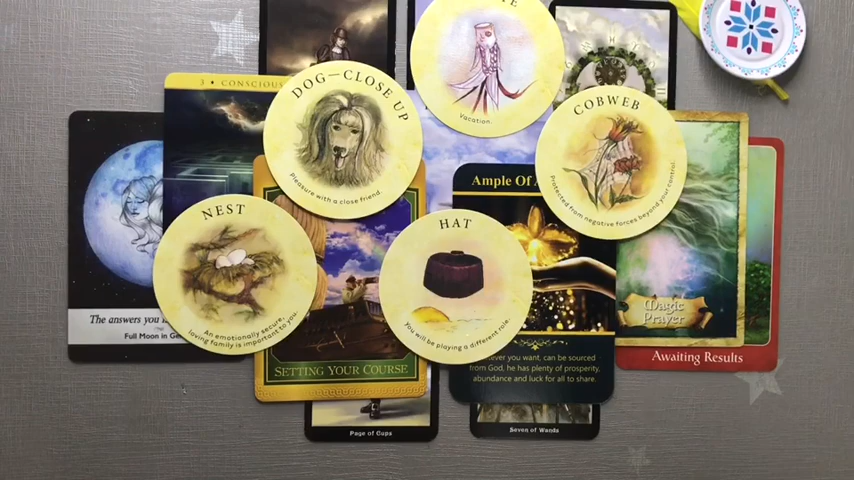 Vacation.
3 • CONSCIOUS
DOG—CLOSE UP
Pleasure with a close friend.
COBWEB
Protected from negative forces beyond your control.
NEST
An emotionally secure,
loving family is important to you.
HAT
You will be playing a different role.
Ample Of
The answers you
Full Moon in Ge
SETTING YOUR COURSE
you want, can be sourced
from God, he has plenty of prosperity,
abundance and luck for all to share.
Magic
Prayer
Awaiting Results
Page of Cups
Seven of Wands